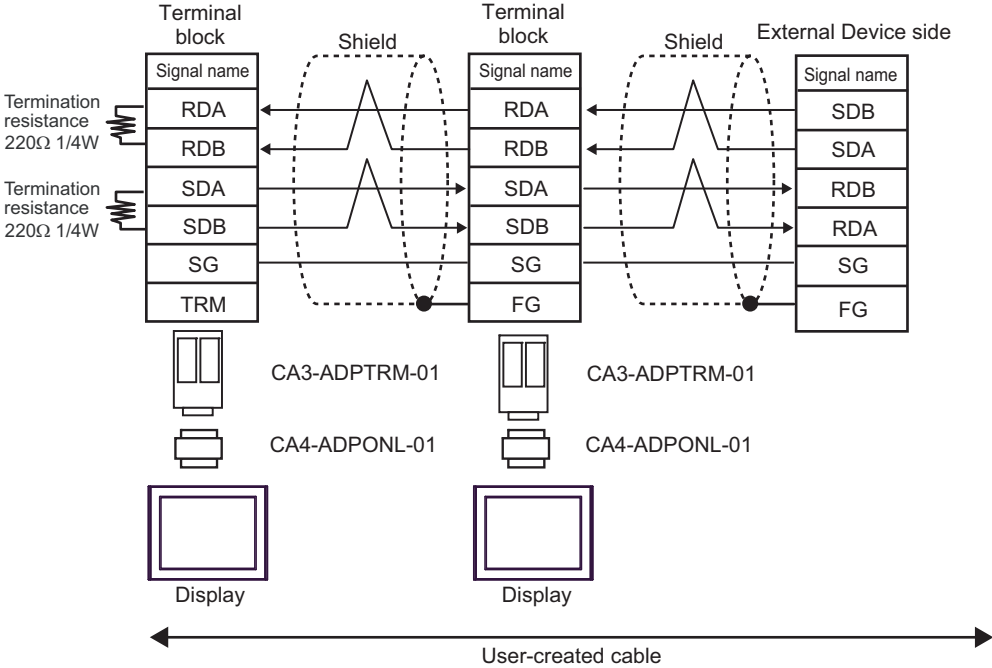 Terminal
block
Terminal
block
Shield
Shield
External Device side
Signal name
Signal name
Signal name
Termination
resistance
220Ω 1/4W
RDA
RDA
SDB
RDB
RDB
SDA
Termination
resistance
220Ω 1/4W
SDA
SDA
RDB
SDB
SDB
RDA
SG
SG
SG
TRM
FG
FG
CA3-ADPTRM-01
CA3-ADPTRM-01
CA4-ADPONL-01
CA4-ADPONL-01
Display
Display
User-created cable